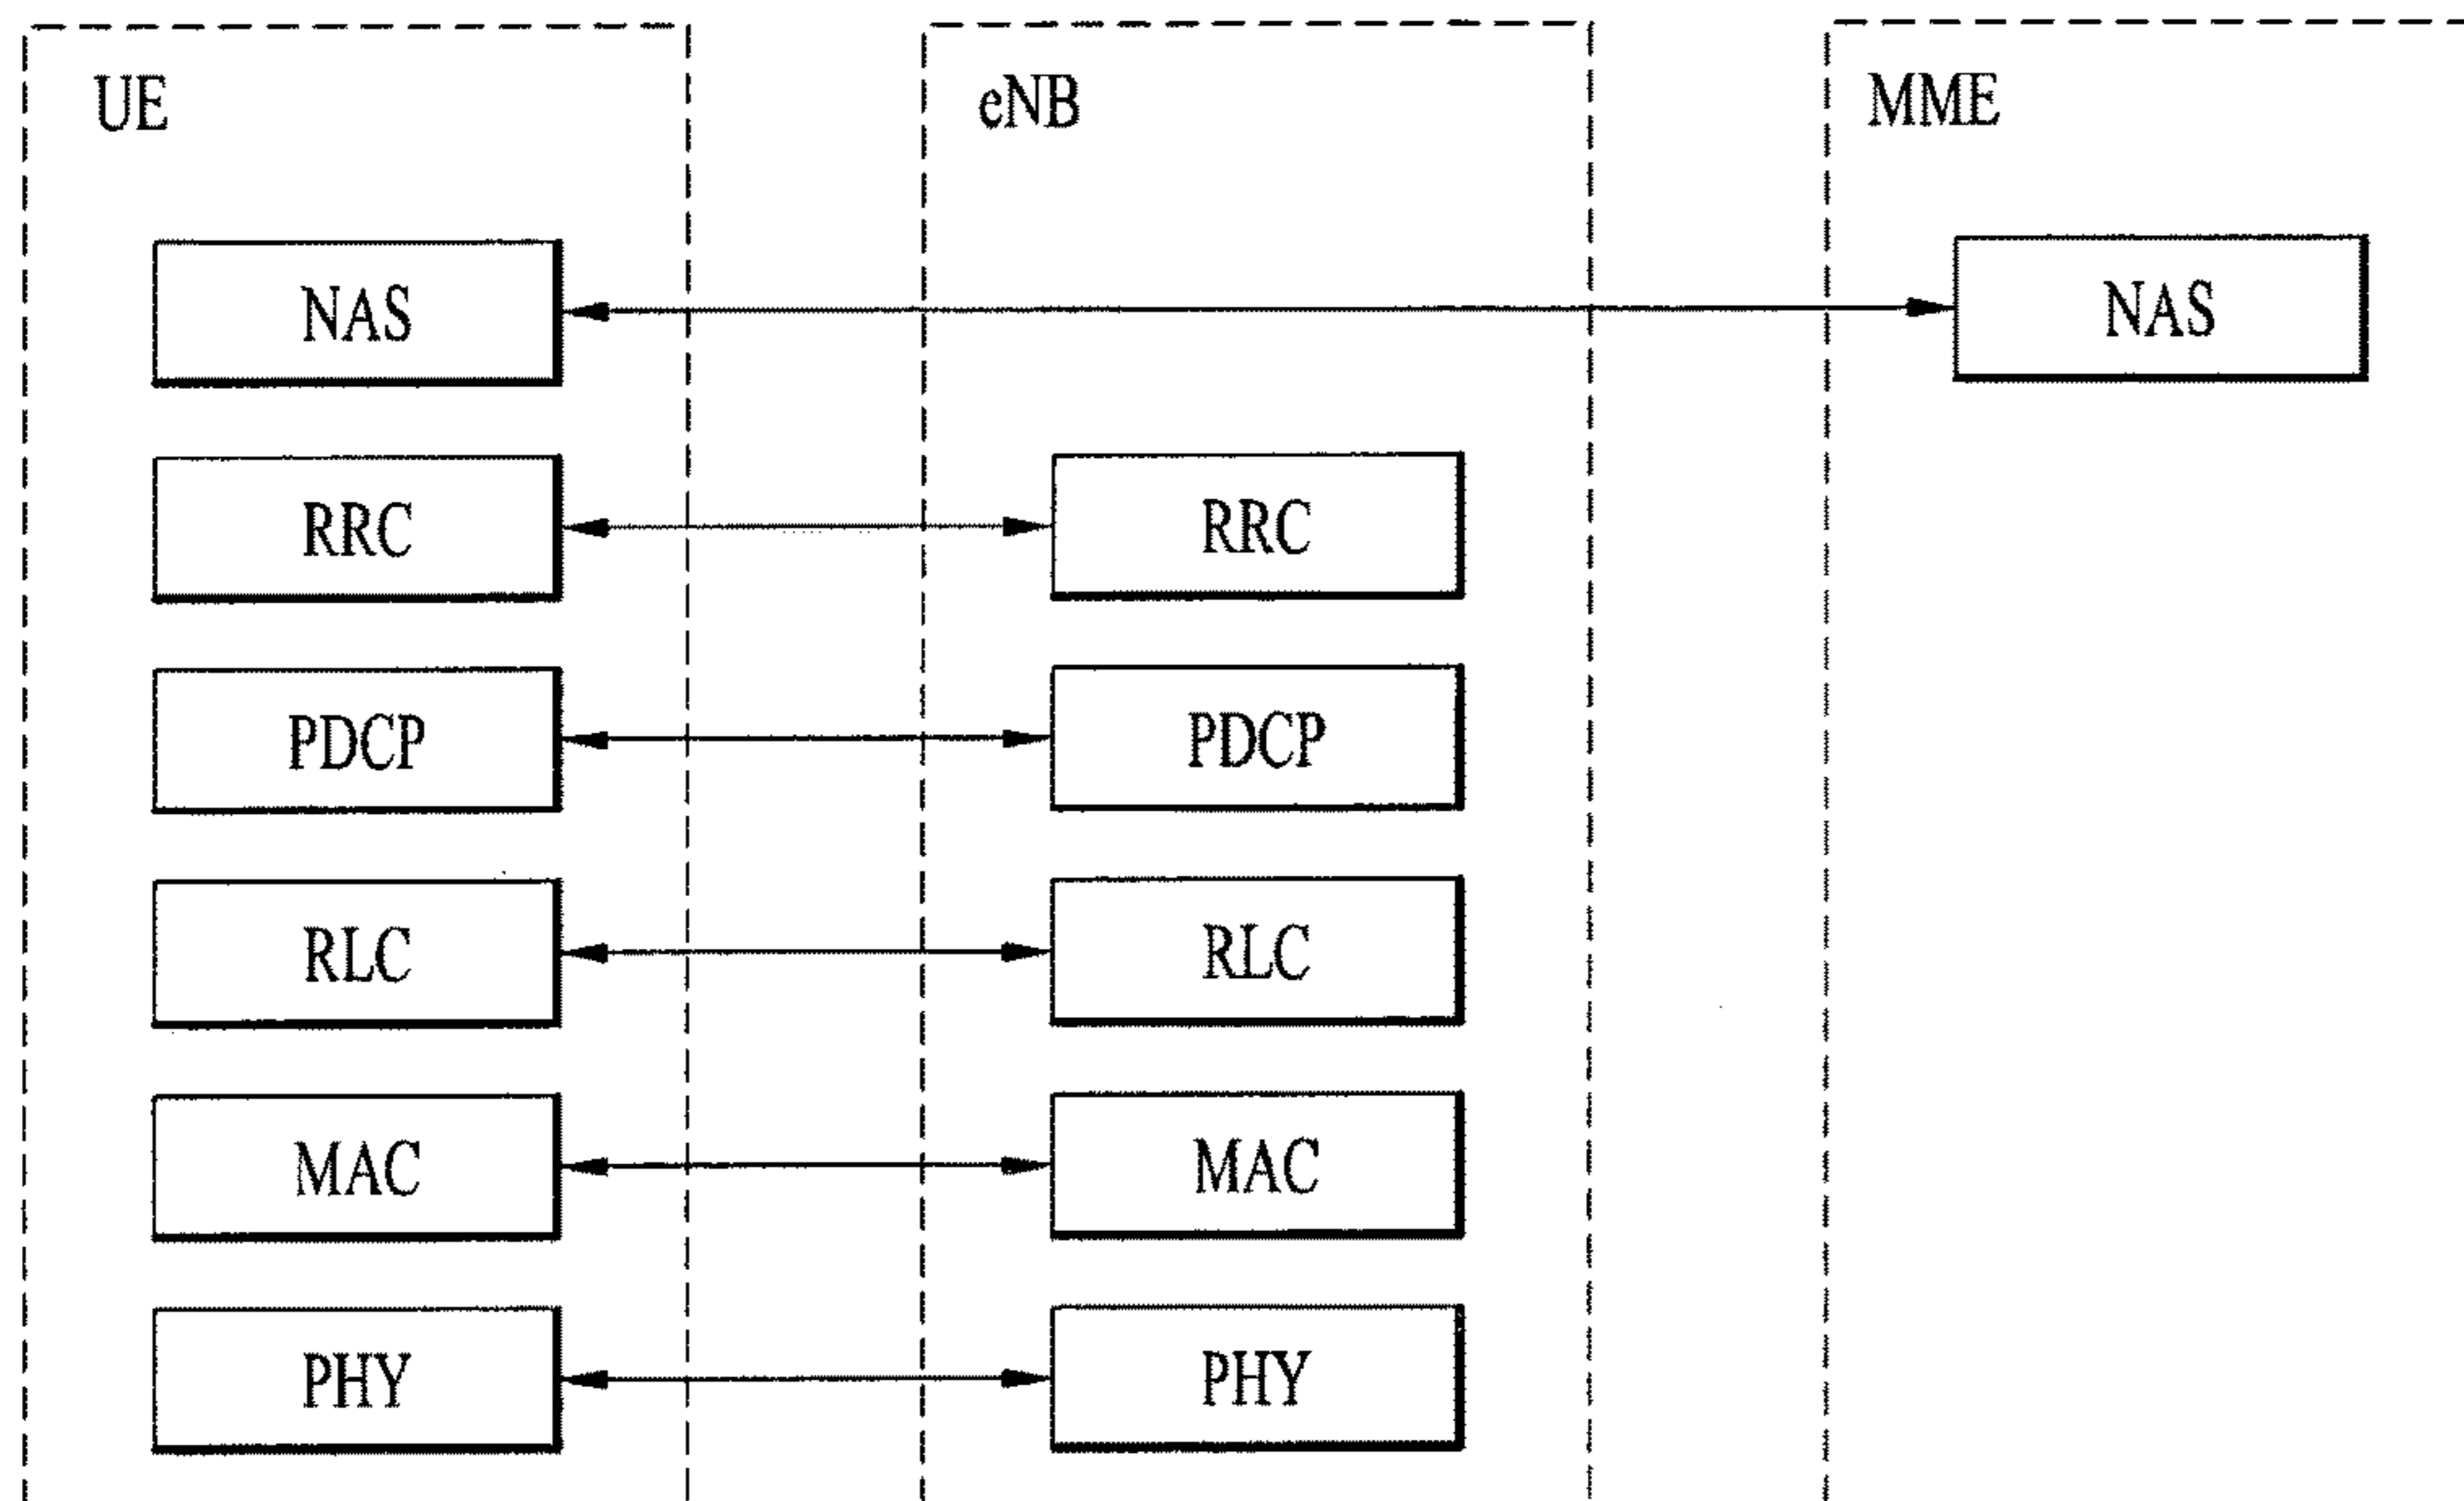 UE
eNB
MME
NAS
NAS
RRC
RRC
PDCP
PDCP
RLC
RLC
MAC
MAC
PHY
PHY